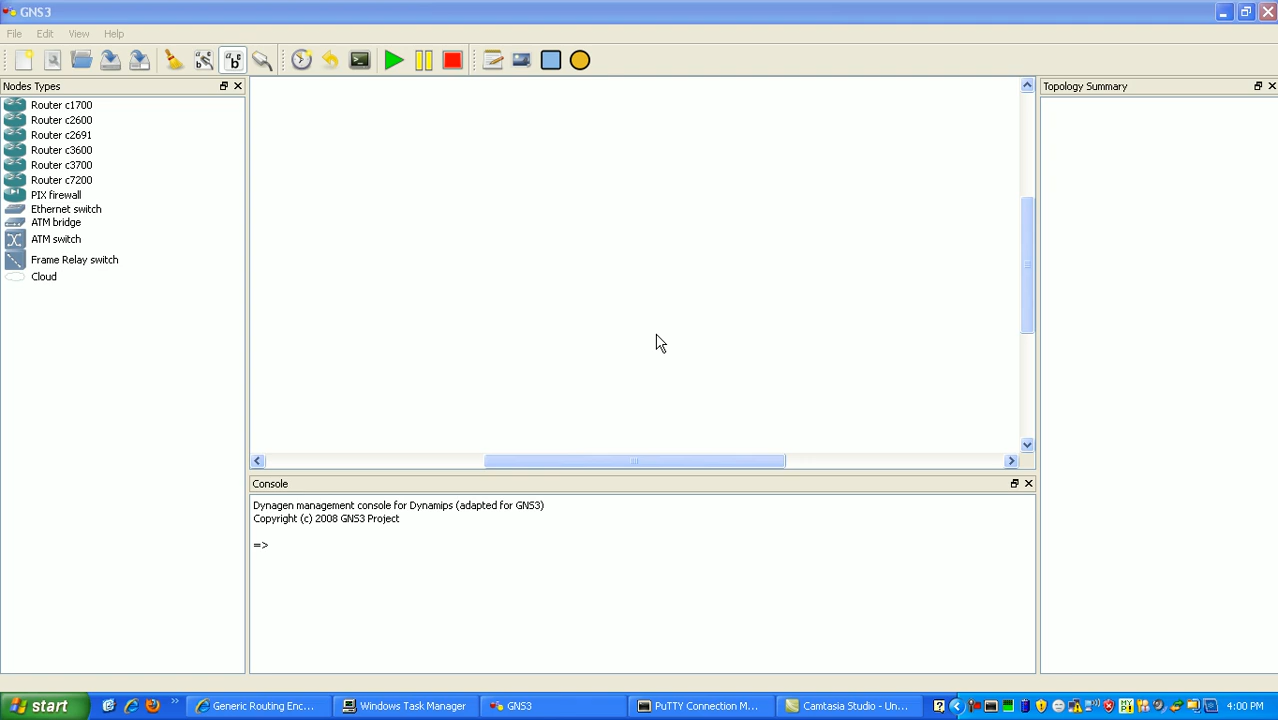 GNS3
File Edit View Help
Nodes Types
Router c1700
Router c2600
Router c2691
Router c3600
Router c3700
Router c7200
PIX firewall
Ethernet switch
ATM bridge
ATM switch
Frame Relay switch
Cloud
Topology Summary
Console
Dynagen management console for Dynamips (adapted for GNS3)
Copyright (c) 2008 GNS3 Project
=>
start Generic Routing Enc... Windows Task Manager GNS3 PuTTY Connection M... Camtasia Studio - Un... 4:00 PM